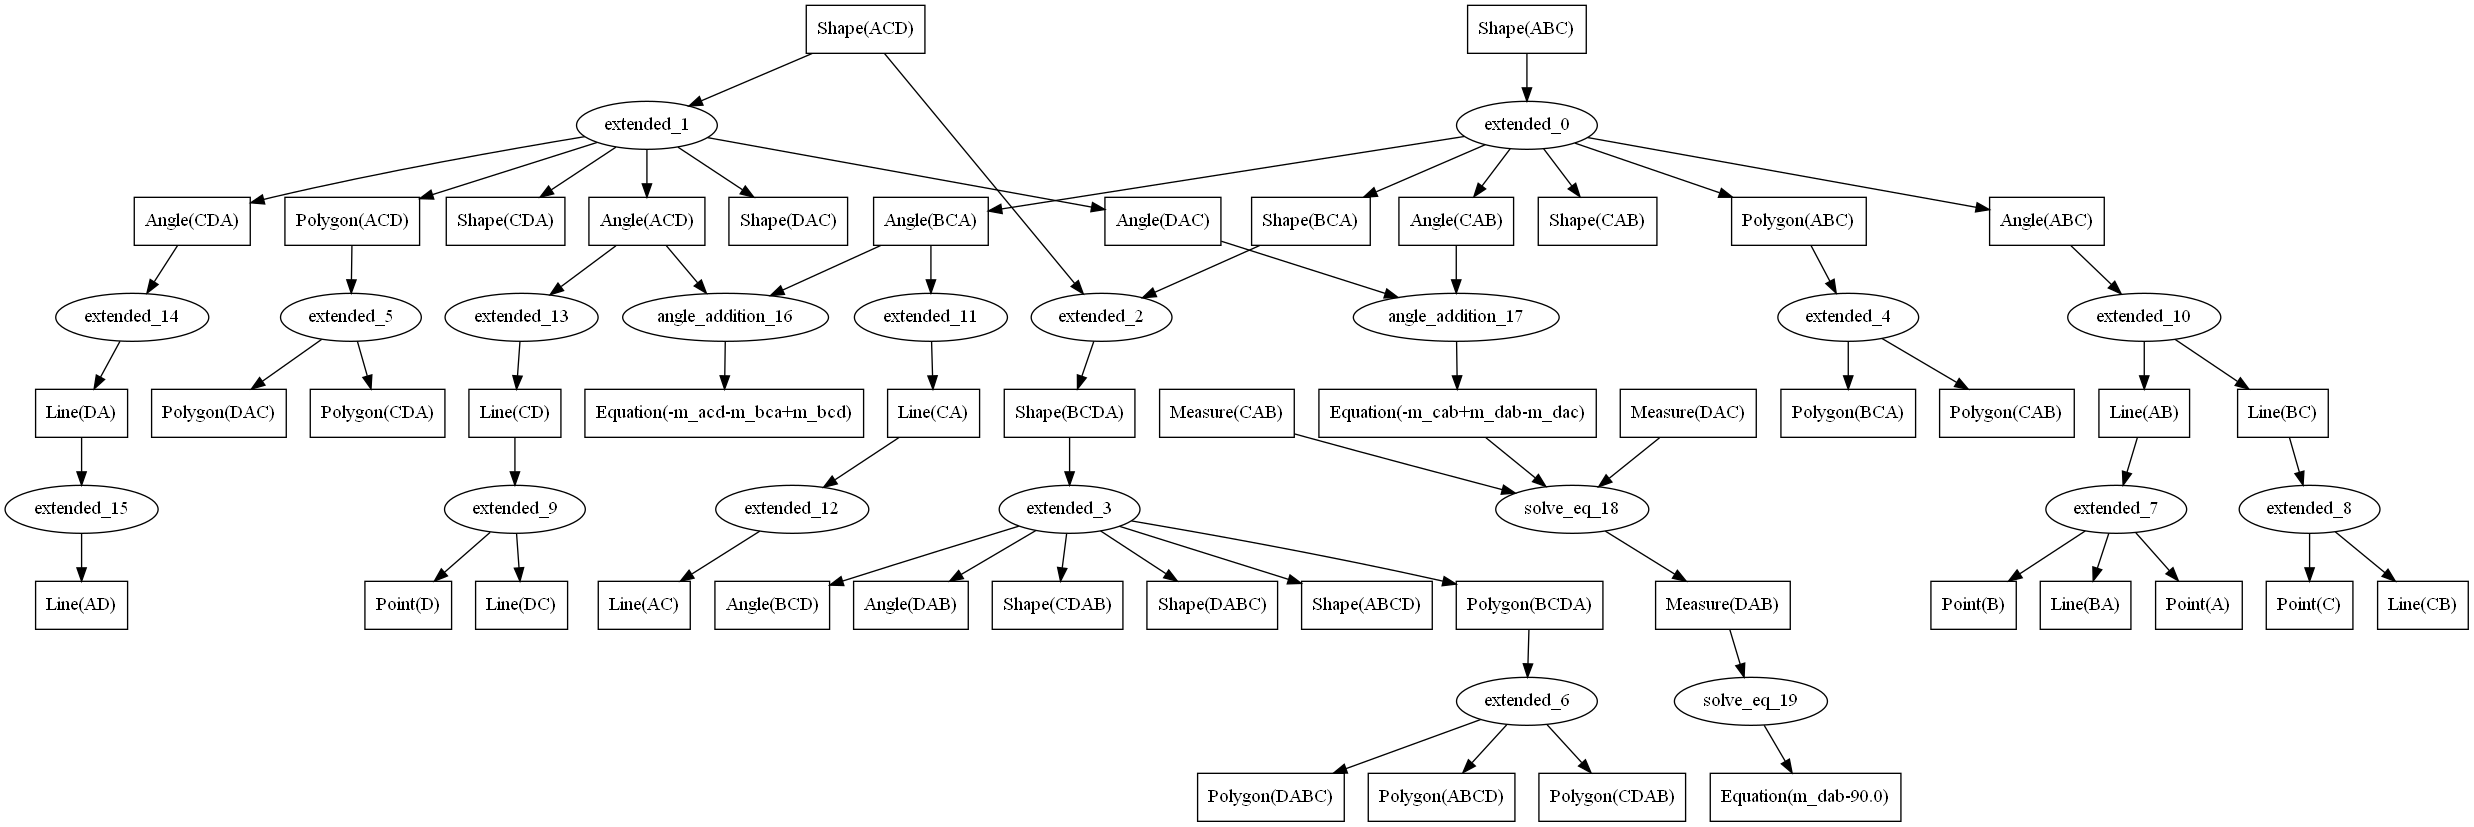 Shape(ACD)
Shape(ABC)
extended_1
extended_0
Angle(CDA)
Polygon(ACD)
Shape(CDA)
Angle(ACD)
Shape(DAC)
Angle(BCA)
Angle(DAC)
Shape(BCA)
Angle(CAB)
Shape(CAB)
Polygon(ABC)
Angle(ABC)
extended_14
extended_5
extended_13
angle_addition_16
extended_11
extended_2
angle_addition_17
extended_4
extended_10
Line(DA)
Polygon(DAC)
Polygon(CDA)
Line(CD)
Equation(-m_acd-m_bca+m_bcd)
Line(CA)
Shape(BCDA)
Measure(CAB)
Equation(-m_cab+m_dab-m_dac)
Measure(DAC)
Polygon(BCA)
Polygon(CAB)
Line(AB)
Line(BC)
extended_15
extended_9
extended_12
extended_3
solve_eq_18
extended_7
extended_8
Line(AD)
Point(D)
Line(DC)
Line(AC)
Angle(BCD)
Angle(DAB)
Shape(CDAB)
Shape(DABC)
Shape(ABCD)
Polygon(BCDA)
Measure(DAB)
Point(B)
Line(BA)
Point(A)
Point(C)
Line(CB)
extended_6
solve_eq_19
Polygon(DABC)
Polygon(ABCD)
Polygon(CDAB)
Equation(m_dab-90.0)